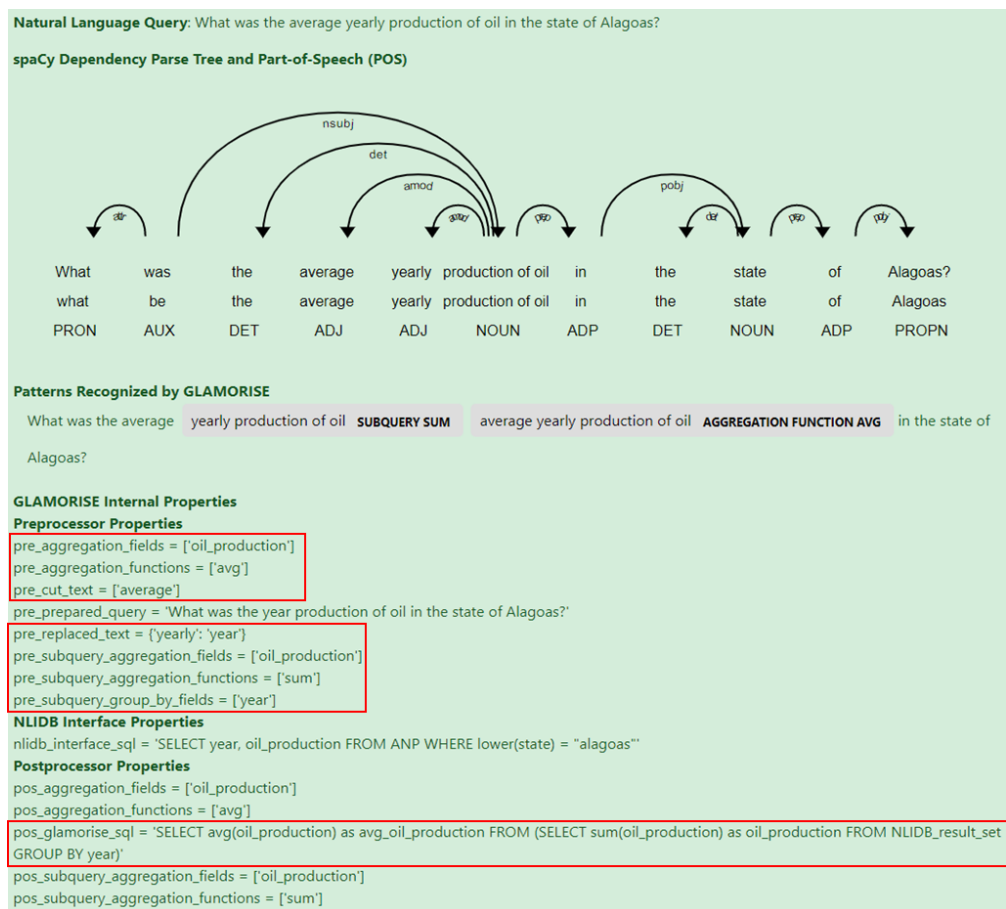 Natural Language Query: What was the average yearly production of oil in the state of Alagoas?
spaCy Dependency Parse Tree and Part-of-Speech (POS)
nsubj
det
amod
pobj
attr amod prep det prep pobj
What was the average yearly production of oil in the state of Alagoas?
what be the average yearly production of oil in the state of Alagoas
PRON AUX DET ADJ ADJ NOUN ADP DET NOUN ADP PROPN
Patterns Recognized by GLAMORISE
What was the average yearly production of oil SUBQUERY SUM average yearly production of oil AGGREGATION FUNCTION AVG in the state of
Alagoas?
GLAMORISE Internal Properties
Preprocessor Properties
pre_aggregation_fields = ['oil_production']
pre_aggregation_functions = ['avg']
pre_cut_text = ['average']
pre_prepared_query = 'What was the year production of oil in the state of Alagoas?'
pre_replaced_text = {'yearly': 'year'}
pre_subquery_aggregation_fields = ['oil_production']
pre_subquery_aggregation_functions = ['sum']
pre_subquery_group_by_fields = ['year']
NLIDB Interface Properties
nlidb_interface_sql = 'SELECT year, oil_production FROM ANP WHERE lower(state) = "alagoas"'
Postprocessor Properties
pos_aggregation_fields = ['oil_production']
pos_aggregation_functions = ['avg']
pos_glamorise_sql = 'SELECT avg(oil_production) as avg_oil_production FROM (SELECT sum(oil_production) as oil_production FROM NLIDB_result_set
GROUP BY year)'
pos_subquery_aggregation_fields = ['oil_production']
pos_subquery_aggregation_functions = ['sum']